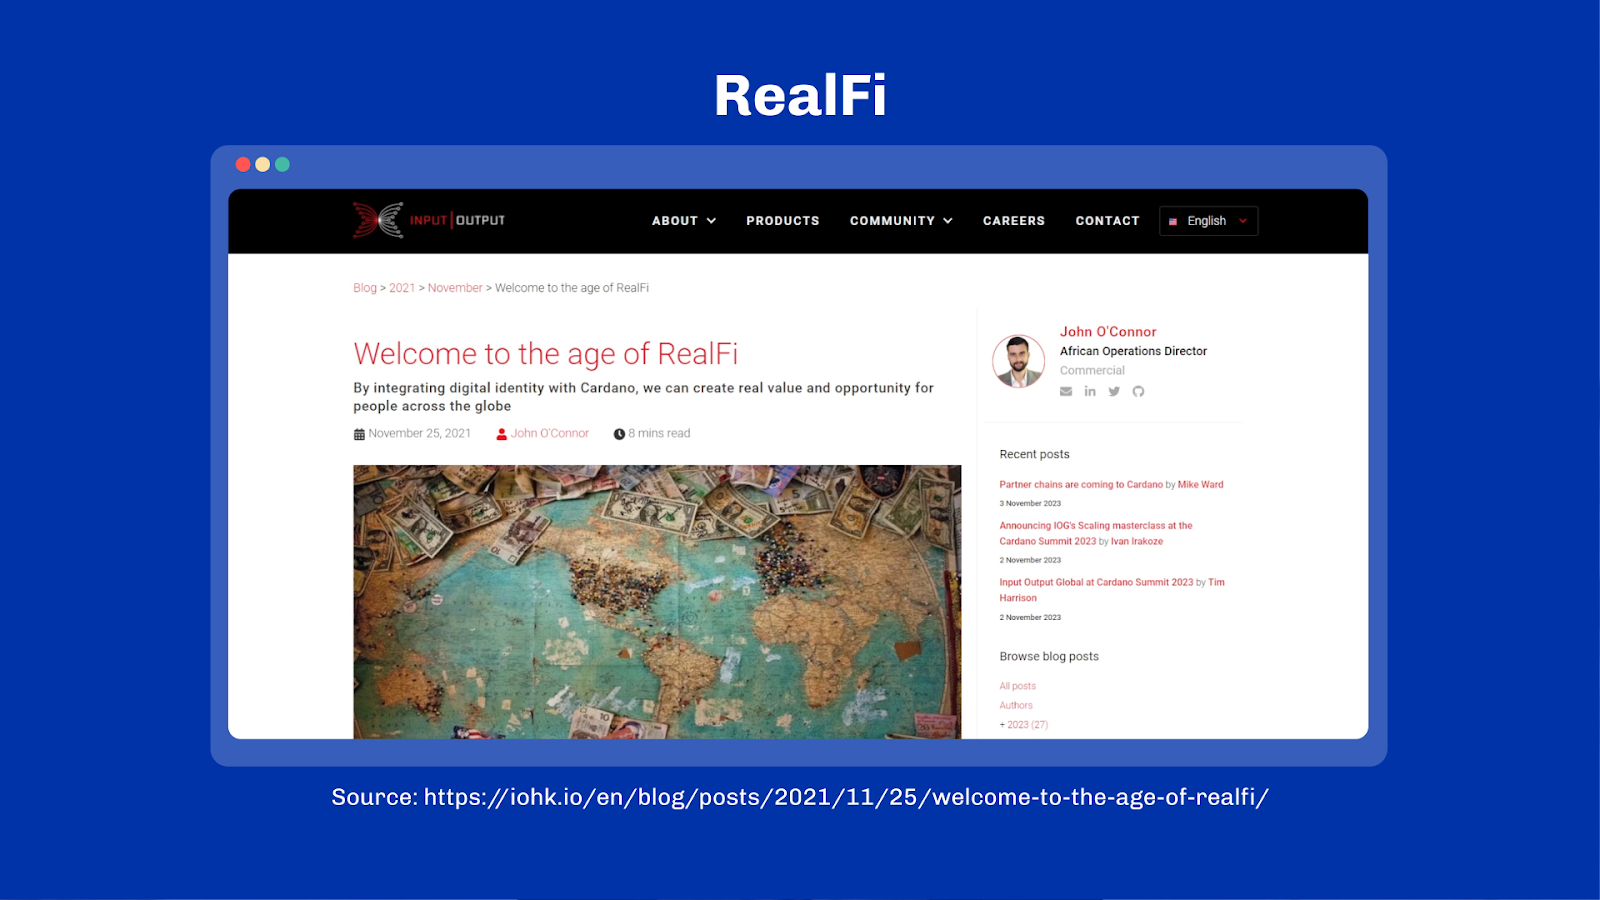 RealFi
INPUT | OUTPUT
ABOUT
PRODUCTS
COMMUNITY
CAREERS
CONTACT
English
Blog > 2021 > November > Welcome to the age of RealFi
Welcome to the age of RealFi
By integrating digital identity with Cardano, we can create real value and opportunity for
people across the globe
November 25, 2021
John O'Connor
8 mins read
John O'Connor
African Operations Director
Commercial
Recent posts
Partner chains are coming to Cardano by Mike Ward
3 November 2023
Announcing IOG's Scaling masterclass at the
Cardano Summit 2023 by Ivan Irakoze
2 November 2023
Input Output Global at Cardano Summit 2023 by Tim
Harrison
2 November 2023
Browse blog posts
All posts
Authors
+ 2023 (27)
Source: https://iohk.io/en/blog/posts/2021/11/25/welcome-to-the-age-of-realfi/